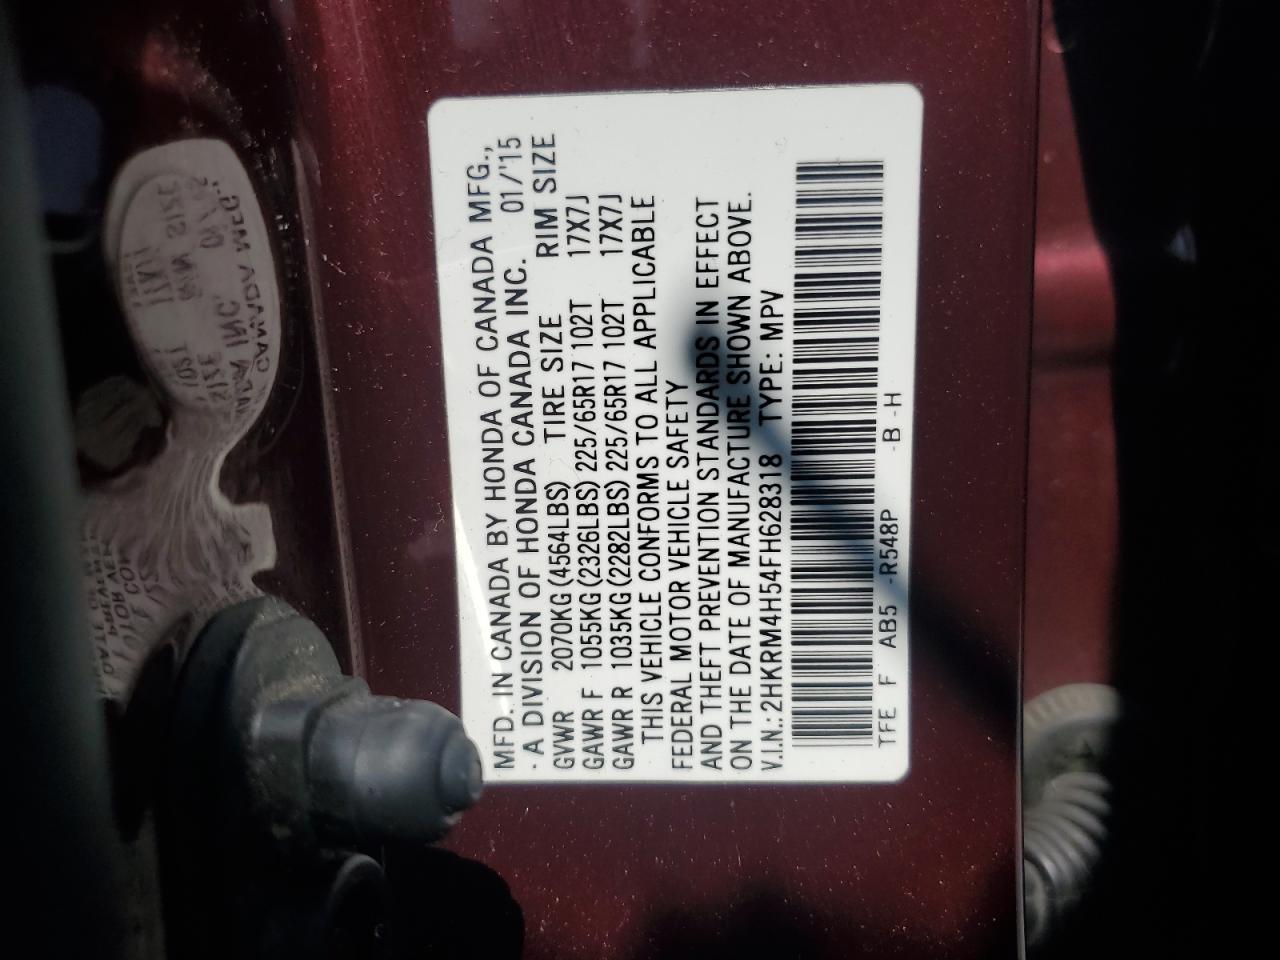 MFD. IN CANADA BY HONDA OF CANADA MFG.,
· A DIVISION OF HONDA CANADA INC. 01/'15
GVWR 2070KG(4564LBS) TIRE SIZE RIM SIZE
GAWR F 1055KG(2326LBS) 225/65R17 102T 17X7J
GAWR R 1035KG(2282LBS) 225/65R17 102T 17X7J
THIS VEHICLE CONFORMS TO ALL APPLICABLE
FEDERAL MOTOR VEHICLE SAFETY
AND THEFT PREVENTION STANDARDS IN EFFECT
ON THE DATE OF MANUFACTURE SHOWN ABOVE.
V.I.N.: 2HKRM4H54FH628318 TYPE: MPV
TFE F AB5 -R548P -B -H